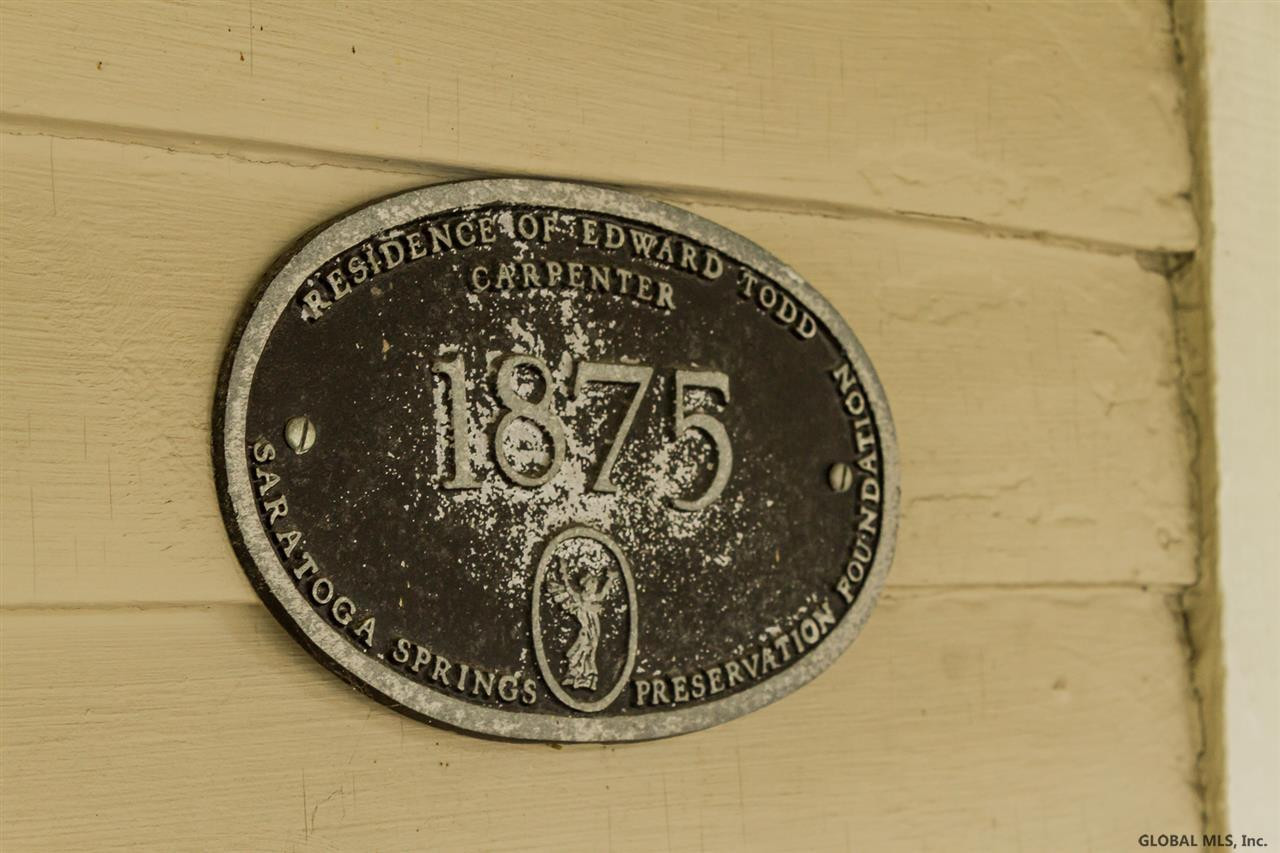 RESIDENCE OF EDWARD TODD
CARPENTER
1875
SARATOGA SPRINGS PRESERVATION FOUNDATION
GLOBAL MLS, Inc.